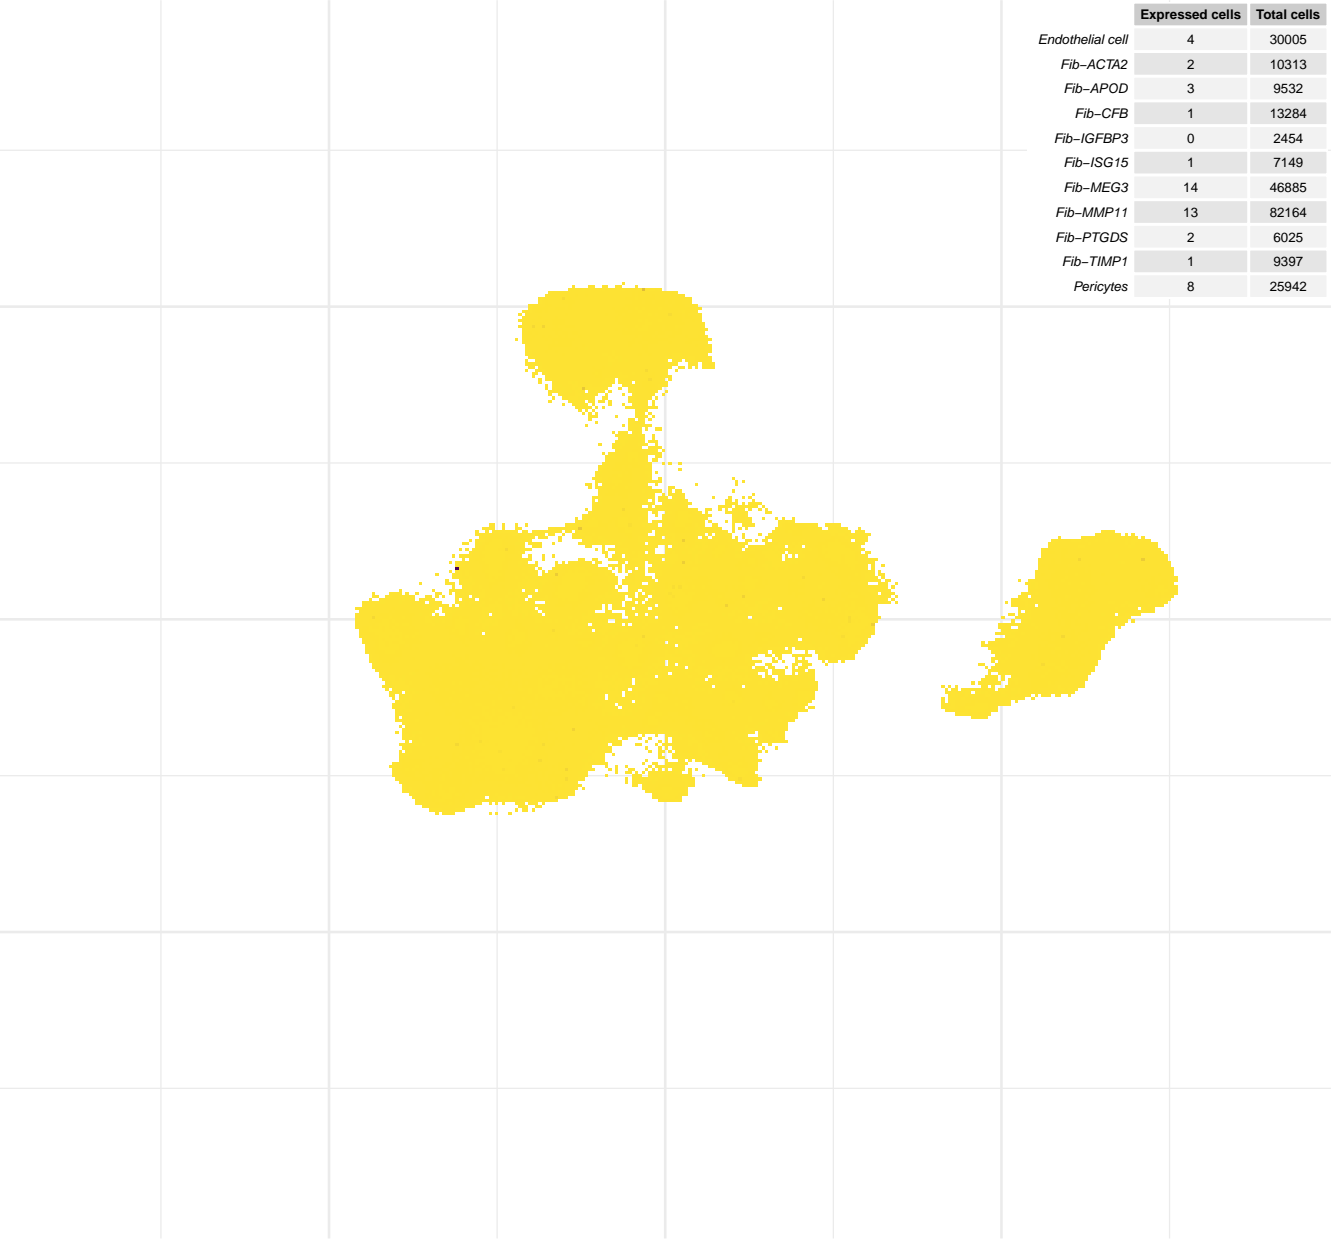 Expressed cells Total cells
Endothelial cell 4 30005
Fib−ACTA2 2 10313
Fib−APOD 3 9532
Fib−CFB 1 13284
Fib−IGFBP3 0 2454
Fib−ISG15 1 7149
Fib−MEG3 14 46885
Fib−MMP11 13 82164
Fib−PTGDS 2 6025
Fib−TIMP1 1 9397
Pericytes 8 25942